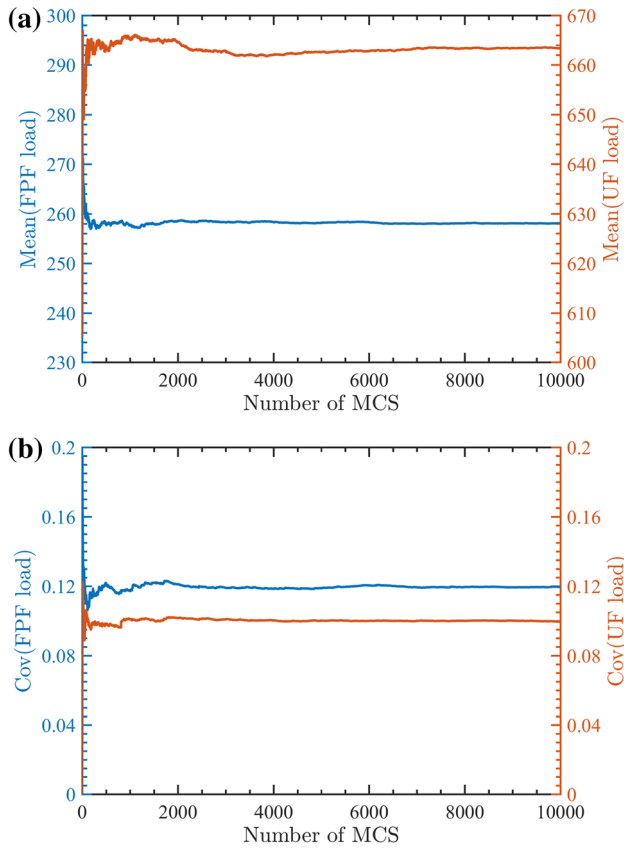 (a)
300
290
280
270
260
250
240
230
Mean(FPF load)
670
660
650
640
630
620
610
600
Mean(UF load)
0 2000 4000 6000 8000 10000
Number of MCS
(b)
0.2
0.16
0.12
0.08
0.04
0
Cov(FPF load)
0.2
0.16
0.12
0.08
0.04
0
Cov(UF load)
0 2000 4000 6000 8000 10000
Number of MCS